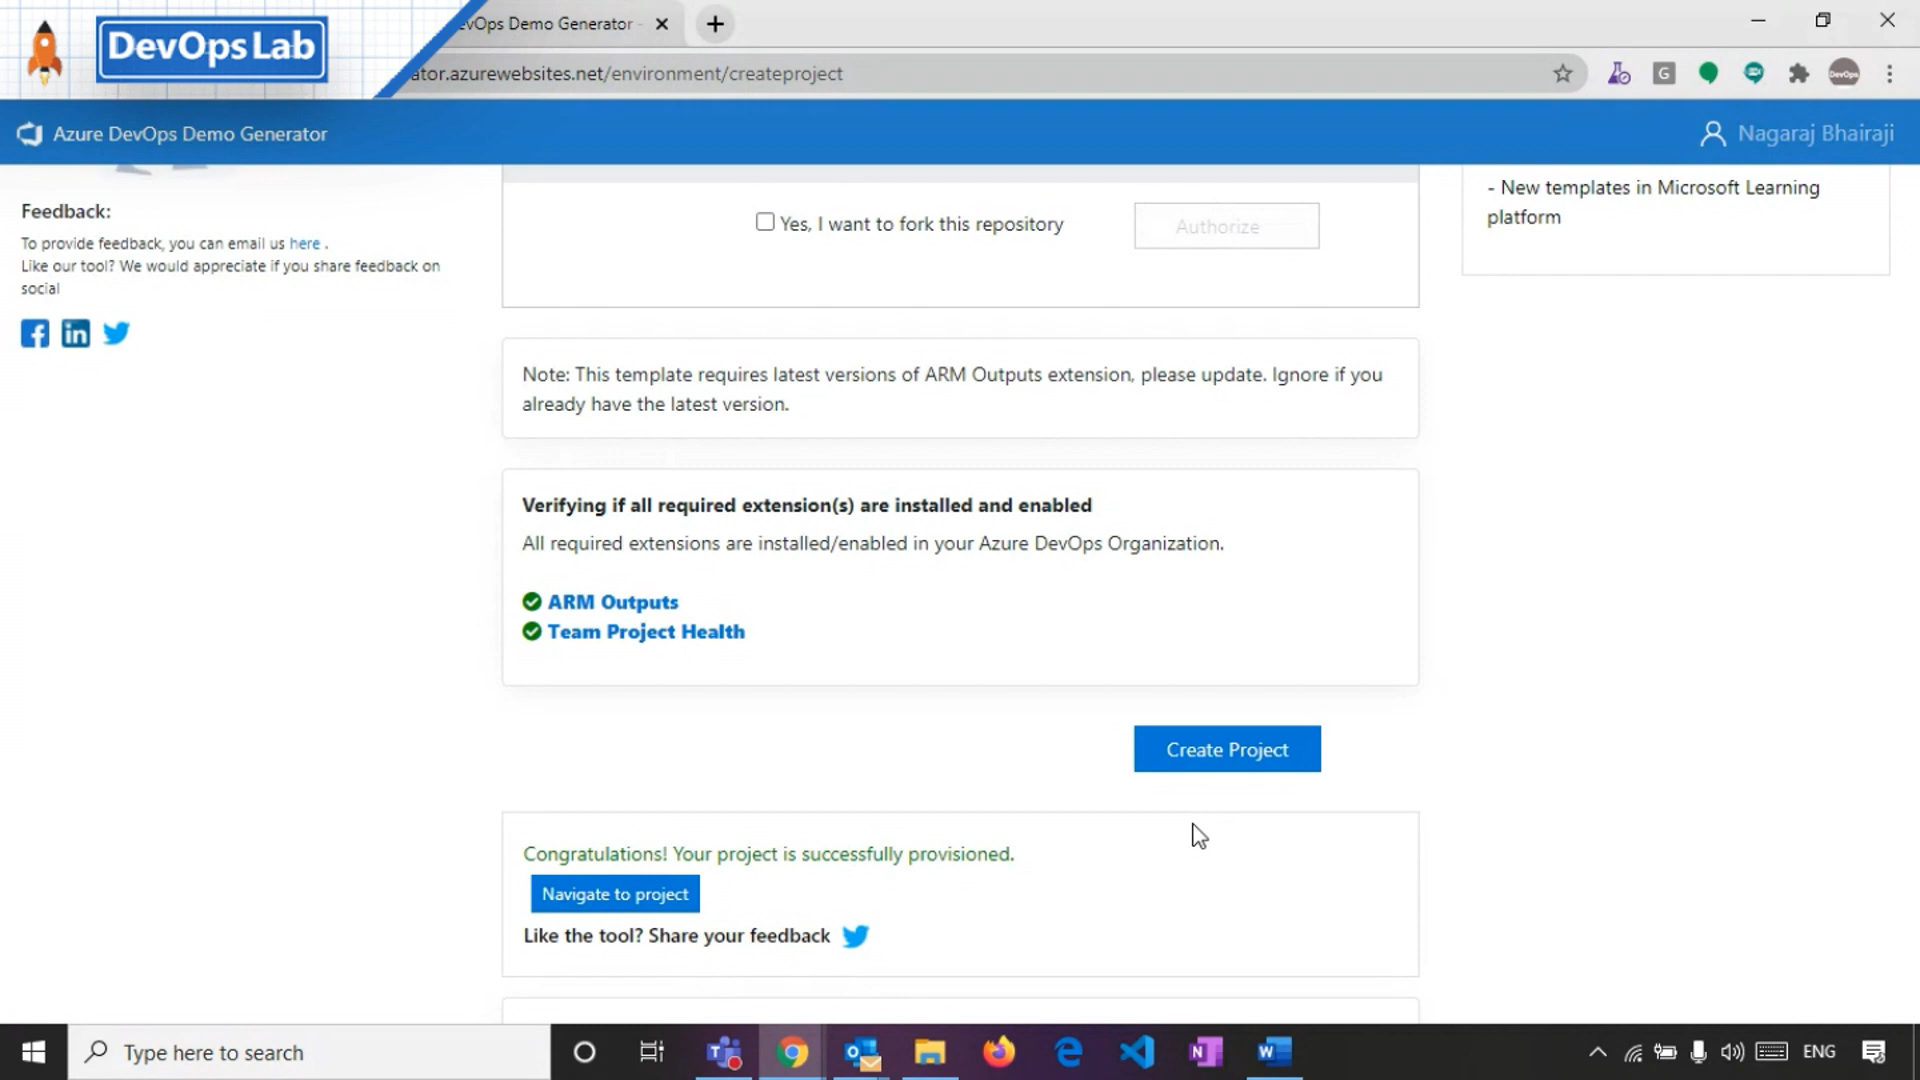 DevOps Lab
evOps Demo Generator
ator.azurewebsites.net/environment/createproject
G
DevOps
Azure DevOps Demo Generator
Nagaraj Bhairaji
Feedback:
To provide feedback, you can email us here .
Like our tool? We would appreciate if you share feedback on
social
f
in
Yes, I want to fork this repository
Authorize
- New templates in Microsoft Learning
platform
Note: This template requires latest versions of ARM Outputs extension, please update. Ignore if you
already have the latest version.
Verifying if all required extension(s) are installed and enabled
All required extensions are installed/enabled in your Azure DevOps Organization.
ARM Outputs
Team Project Health
Create Project
Congratulations! Your project is successfully provisioned.
Navigate to project
Like the tool? Share your feedback
Type here to search
T
N
W
ENG